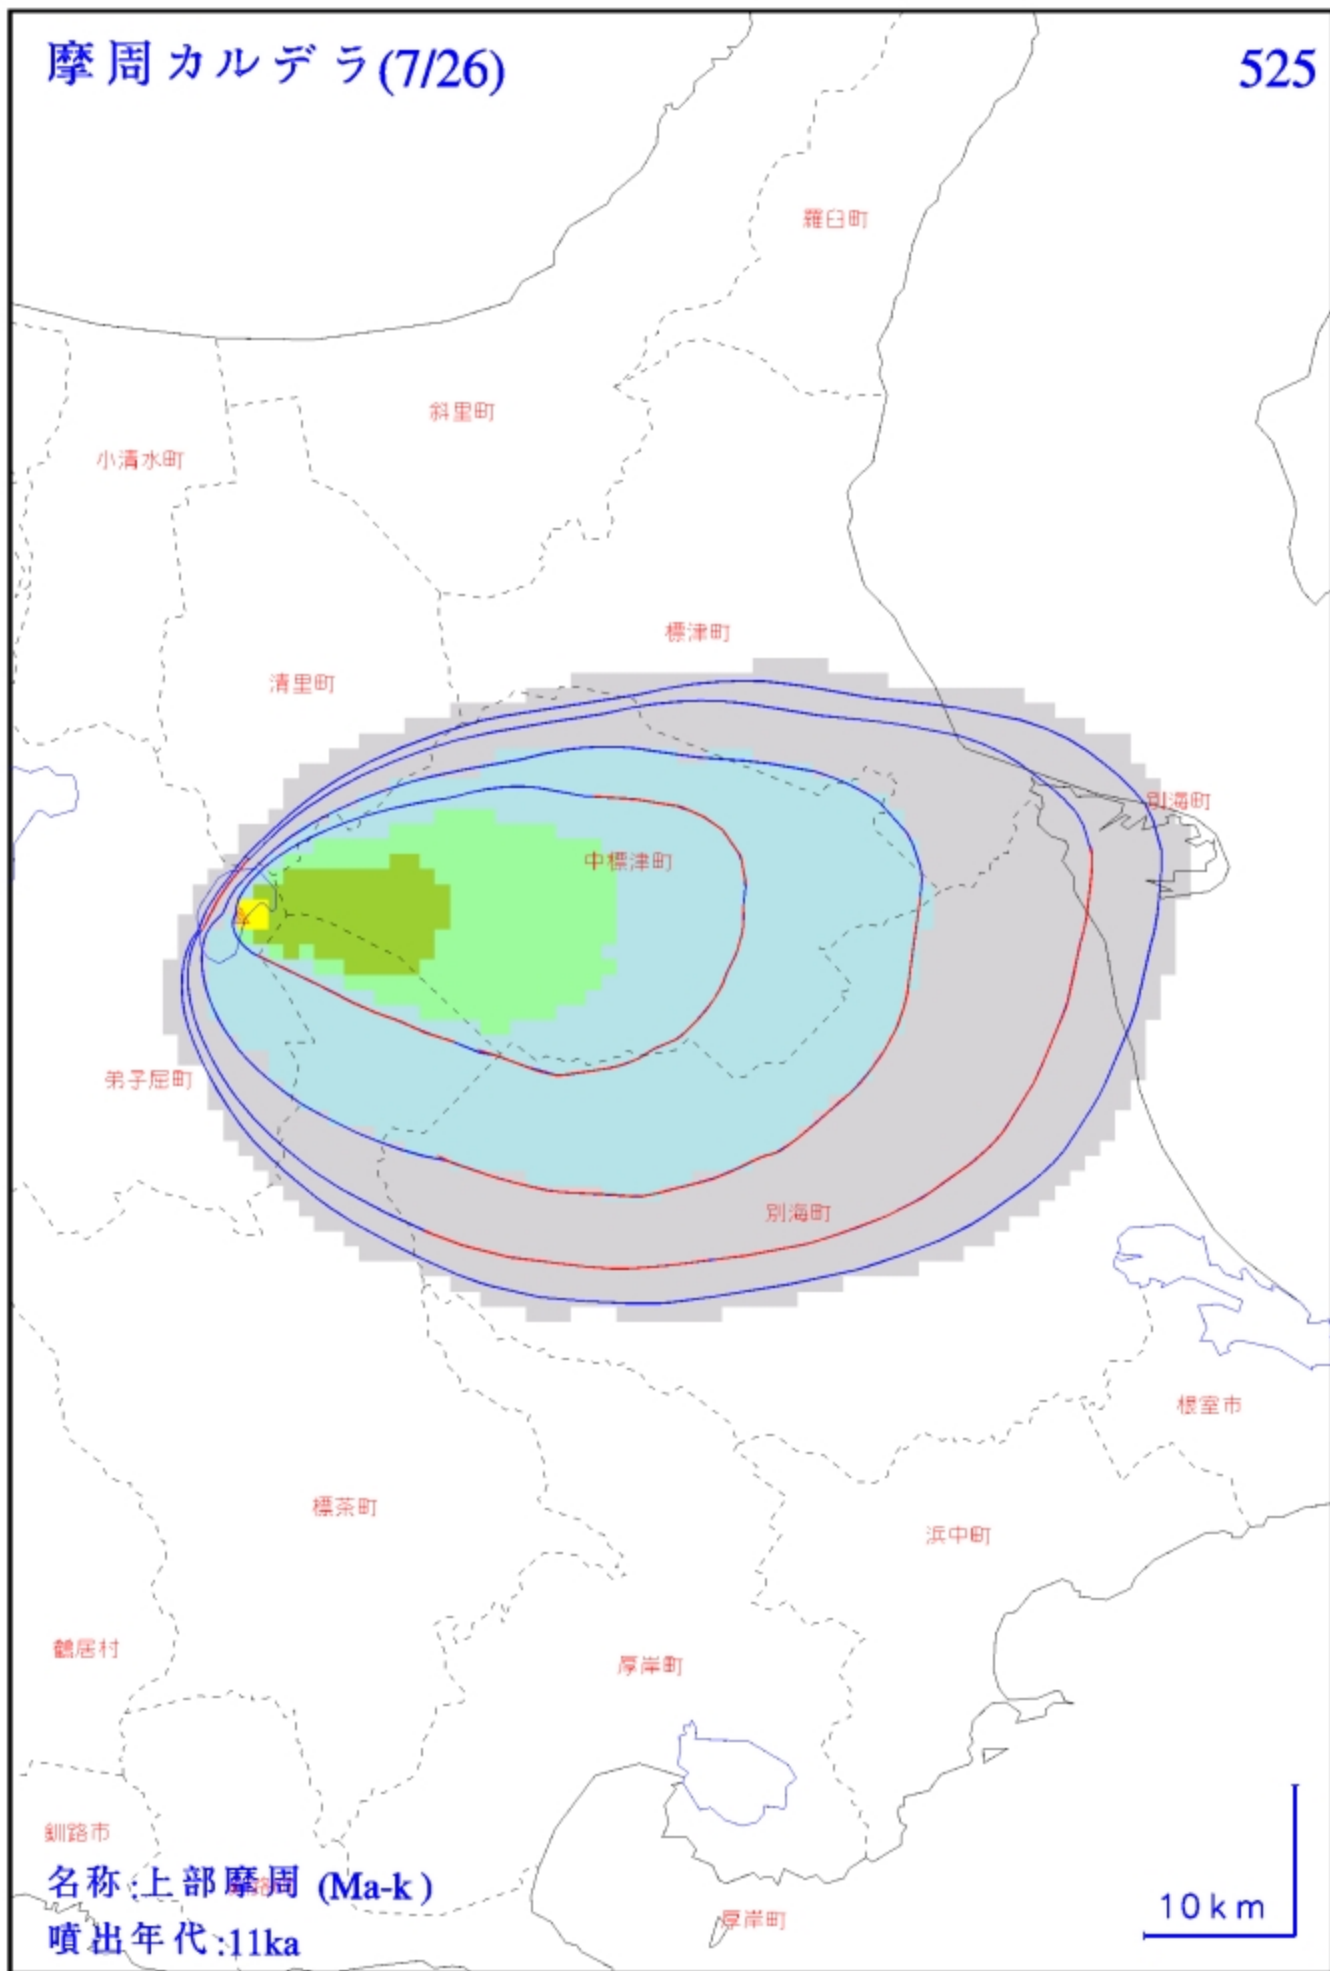 摩周カルデラ(7/26)
525
羅臼町
斜里町
小清水町
標津町
清里町
別海町
中標津町
弟子屈町
別海町
根室市
標茶町
浜中町
鶴居村
厚岸町
釧路市
名称:上部摩周 (Ma-k )
厚岸町
10km
噴出年代:11ka